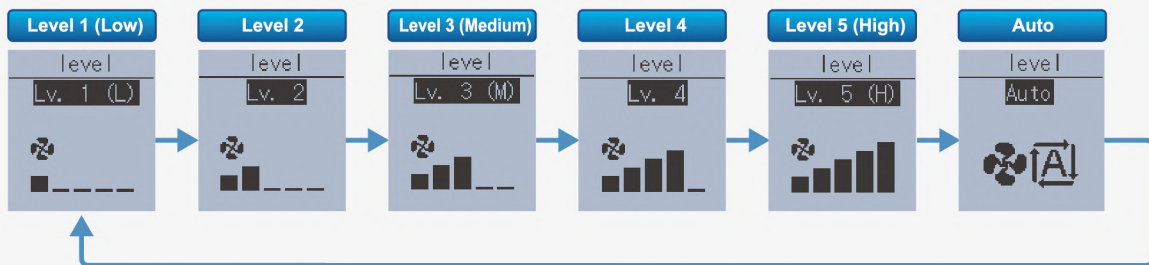 Level 1 (Low)
level
Lv. 1 (L)
Level 2
level
Lv. 2
Level 3 (Medium)
level
Lv. 3 (M)
Level 4
level
Lv. 4
Level 5 (High)
level
Lv. 5 (H)
Auto
level
Auto
A